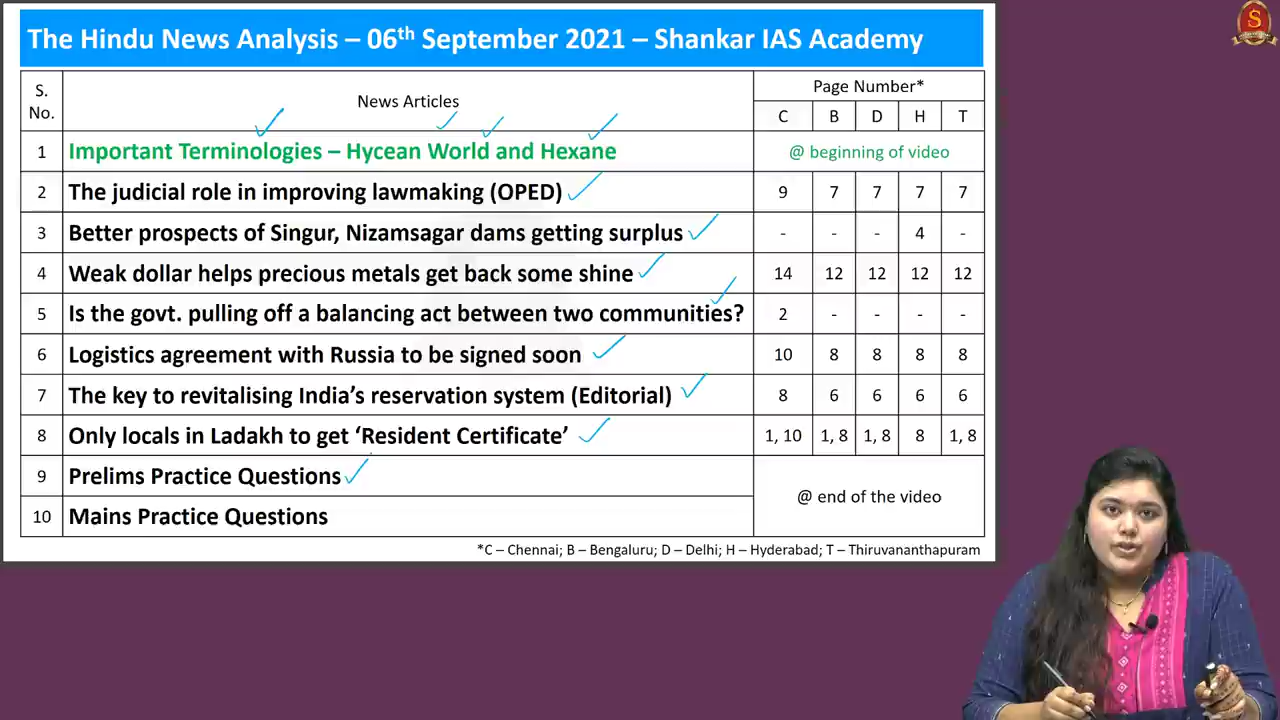 The Hindu News Analysis – 06th September 2021 – Shankar IAS Academy
S. No. News Articles Page Number*
C B D H T
1 Important Terminologies – Hycean World and Hexane @ beginning of video
2 The judicial role in improving lawmaking (OPED) 9 7 7 7 7
3 Better prospects of Singur, Nizamsagar dams getting surplus - - - 4 -
4 Weak dollar helps precious metals get back some shine 14 12 12 12 12
5 Is the govt. pulling off a balancing act between two communities? 2 - - - -
6 Logistics agreement with Russia to be signed soon 10 8 8 8 8
7 The key to revitalising India’s reservation system (Editorial) 8 6 6 6 6
8 Only locals in Ladakh to get ‘Resident Certificate’ 1, 10 1, 8 1, 8 8 1, 8
9 Prelims Practice Questions @ end of the video
10 Mains Practice Questions
*C – Chennai; B – Bengaluru; D – Delhi; H – Hyderabad; T – Thiruvananthapuram